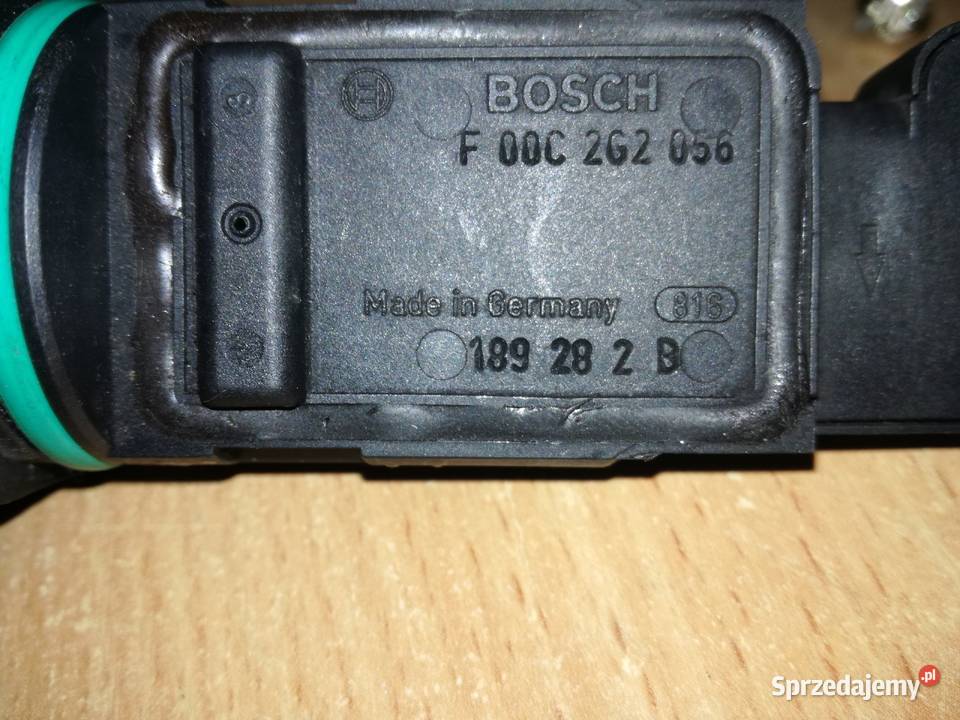 BOSCH
F 00C 2G2 056
Made in Germany 816
189 28 2 B
Sprzedajemy.pl